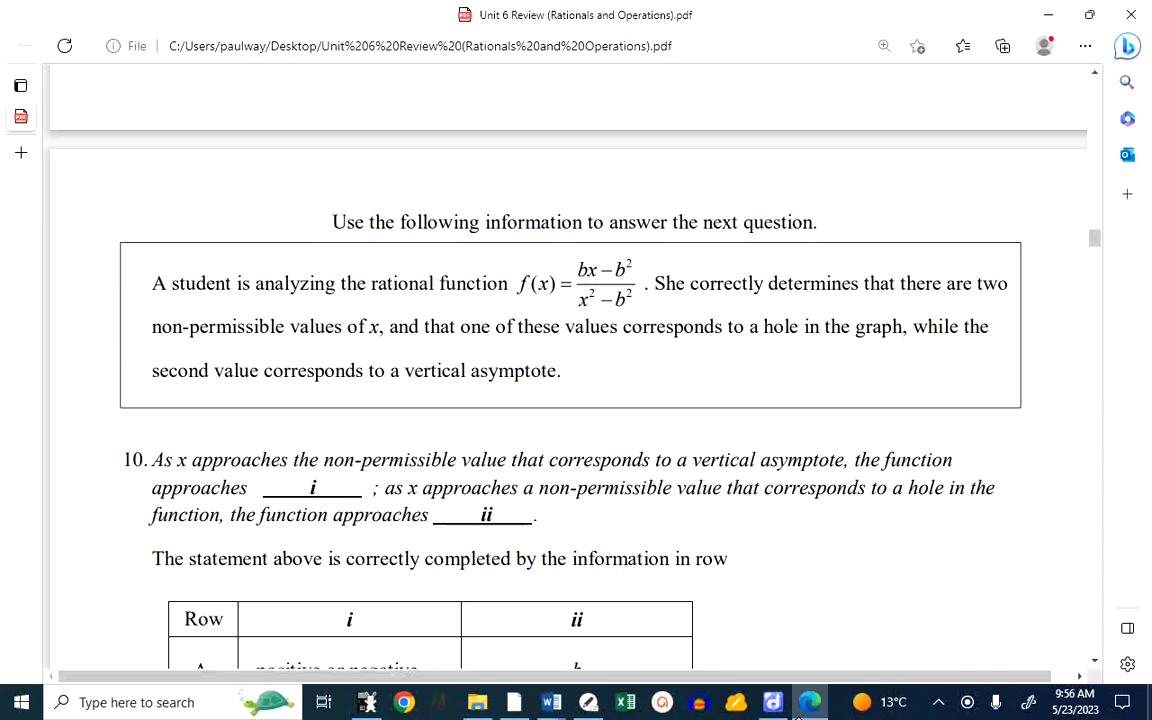 Unit 6 Review (Rationals and Operations).pdf
File | C:/Users/paulway/Desktop/Unit%206%20Review%20(Rationals%20and%20Operations).pdf
Use the following information to answer the next question.
A student is analyzing the rational function f(x) = (bx − b²)/(x² − b²). She correctly determines that there are two
non-permissible values of x, and that one of these values corresponds to a hole in the graph, while the
second value corresponds to a vertical asymptote.
10. As x approaches the non-permissible value that corresponds to a vertical asymptote, the function
approaches i ; as x approaches a non-permissible value that corresponds to a hole in the
function, the function approaches ii.
The statement above is correctly completed by the information in row
Row i ii
Type here to search
13°C
9:56 AM
5/23/2023